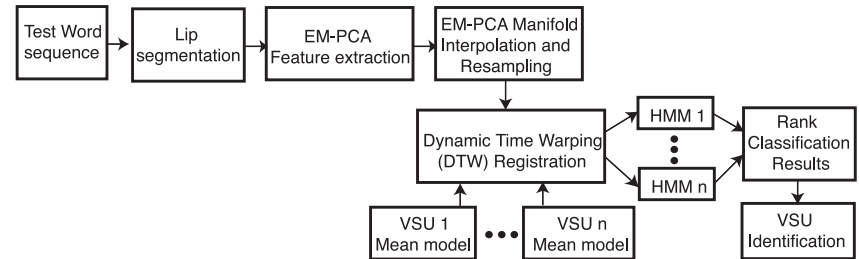 Test Word
sequence
Lip
segmentation
EM-PCA
Feature extraction
EM-PCA Manifold
Interpolation and
Resampling
Dynamic Time Warping
(DTW) Registration
HMM 1
HMM n
Rank
Classification
Results
VSU 1
Mean model
VSU n
Mean model
VSU
Identification